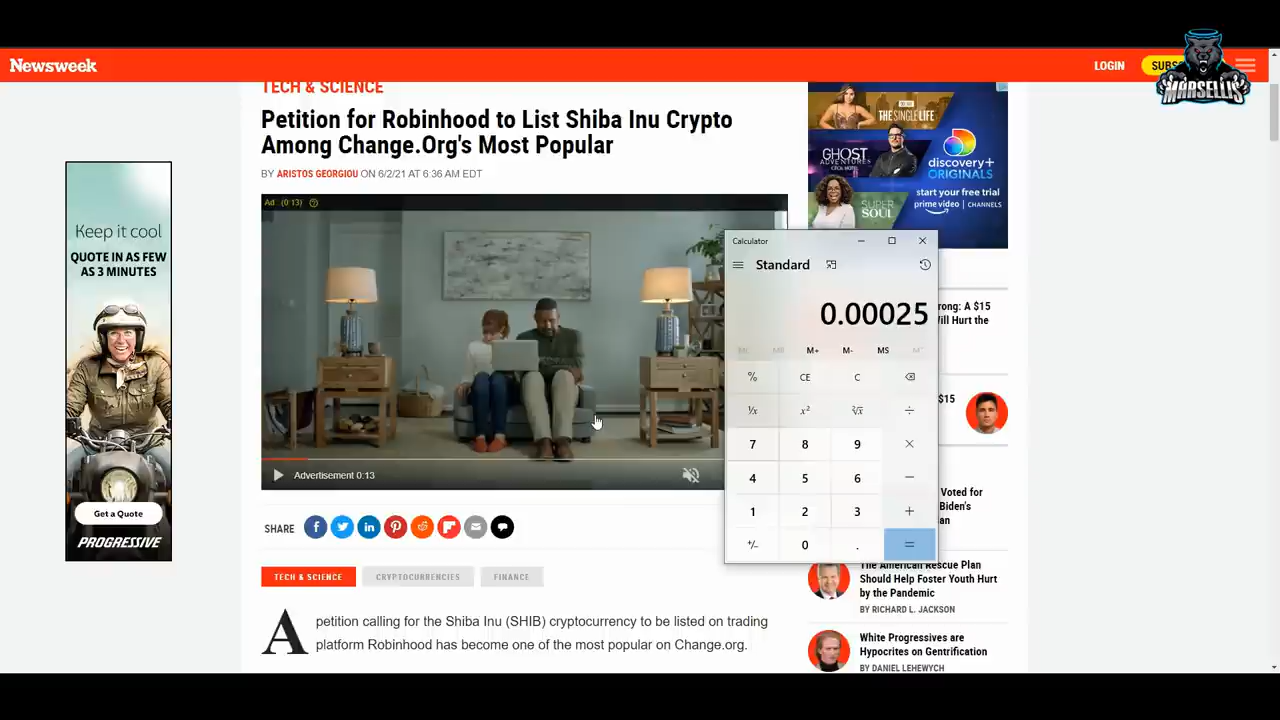 Newsweek
LOGIN
MARSELLIS
TECH & SCIENCE
Petition for Robinhood to List Shiba Inu Crypto
Among Change.Org's Most Popular
BY ARISTOS GEORGIOU ON 6/2/21 AT 6:36 AM EDT
Ad (0:13)
Advertisement 0:13
SHARE
TECH & SCIENCE
CRYPTOCURRENCIES
FINANCE
A petition calling for the Shiba Inu (SHIB) cryptocurrency to be listed on trading
platform Robinhood has become one of the most popular on Change.org.
Keep it cool
QUOTE IN AS FEW
AS 3 MINUTES
Get a Quote
PROGRESSIVE
THE SINGLE LIFE
GHOST
ADVENTURES
SUPER
SOUL
discovery+
ORIGINALS
start your free trial
prime video | CHANNELS
Calculator
Standard
0.00025
MC MR M+ M- MS M˅
% CE C
⅟x x² ²√x ÷
7 8 9 ×
4 5 6 −
1 2 3 +
+/− 0 . =
rong: A $15
ill Hurt the
$15
Voted for
Biden's
an
The American Rescue Plan
Should Help Foster Youth Hurt
by the Pandemic
BY RICHARD L. JACKSON
White Progressives are
Hypocrites on Gentrification
BY DANIEL LEHEWYCH